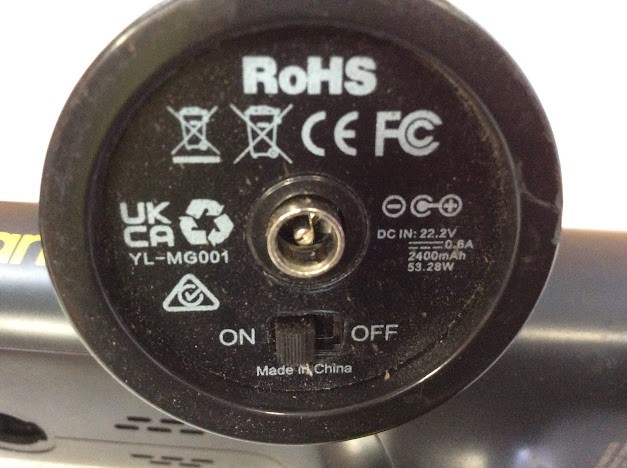 RoHS
CE FC
UK
CA
YL-MG001
DC IN: 22.2V
0.6A
2400mAh
53.28W
ON OFF
Made in China